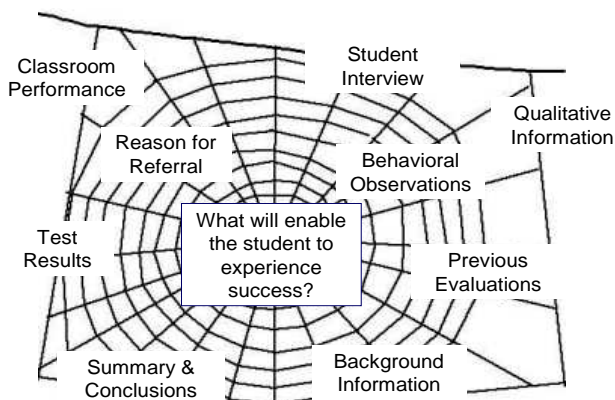 Classroom
Performance
Student
Interview
Qualitative
Information
Reason for
Referral
Behavioral
Observations
What will enable
the student to
experience
success?
Test
Results
Previous
Evaluations
Summary &
Conclusions
Background
Information